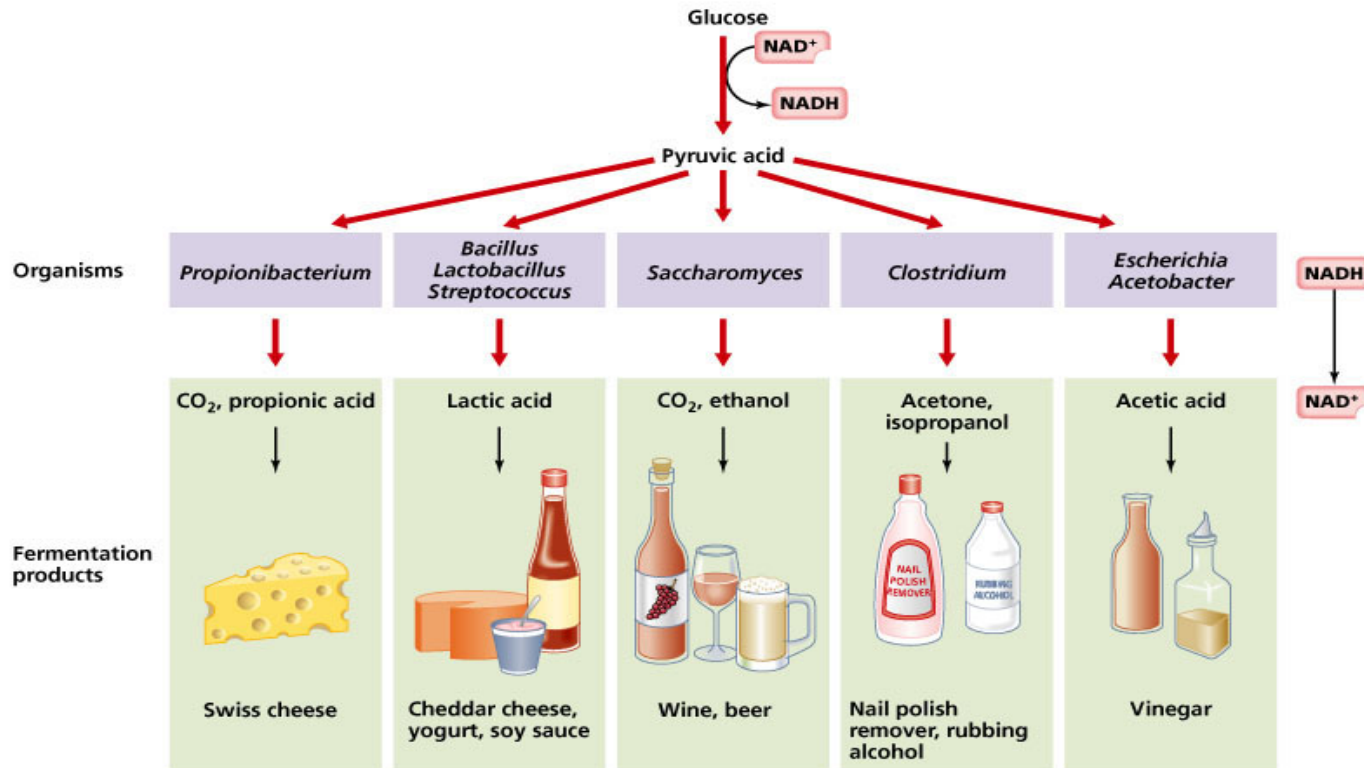 Glucose
NAD⁺
NADH
Pyruvic acid
Organisms
Propionibacterium
Bacillus
Lactobacillus
Streptococcus
Saccharomyces
Clostridium
Escherichia
Acetobacter
NADH
NAD⁺
Fermentation
products
CO₂, propionic acid
Swiss cheese
Lactic acid
Cheddar cheese,
yogurt, soy sauce
CO₂, ethanol
Wine, beer
Acetone,
isopropanol
NAIL
POLISH
REMOVER
RUBBING
ALCOHOL
Nail polish
remover, rubbing
alcohol
Acetic acid
Vinegar